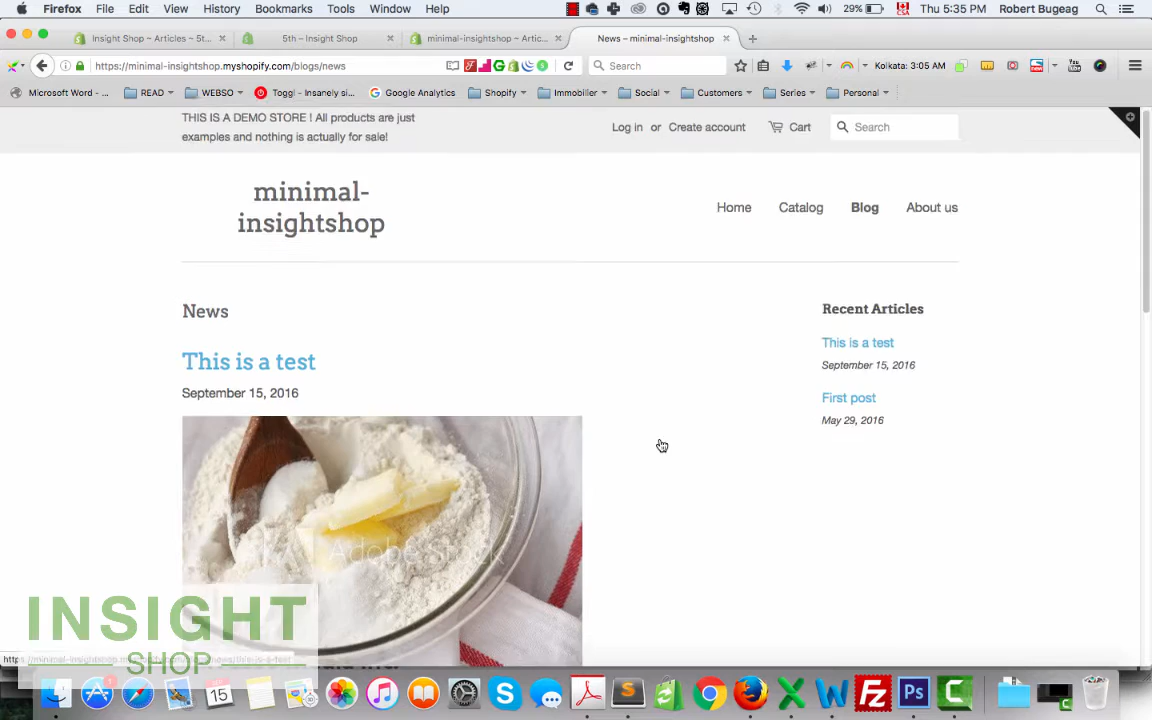 Firefox File Edit View History Bookmarks Tools Window Help 29% Thu 5:35 PM Robert Bugeag
Insight Shop ~ Articles ~ 5t... 5th – Insight Shop minimal-insightshop ~ Artic... News – minimal-insightshop
https://minimal-insightshop.myshopify.com/blogs/news Search Kolkata: 3:05 AM
Microsoft Word - ... READ WEBSO Toggl - Insanely si... Google Analytics Shopify Immobilier Social Customers Series Personal
THIS IS A DEMO STORE ! All products are just
examples and nothing is actually for sale!
Log in or Create account Cart Search
minimal-
insightshop
Home Catalog Blog About us
News
Recent Articles
This is a test
September 15, 2016
This is a test
September 15, 2016
First post
May 29, 2016
Adobe Stock
INSIGHT
SHOP
15